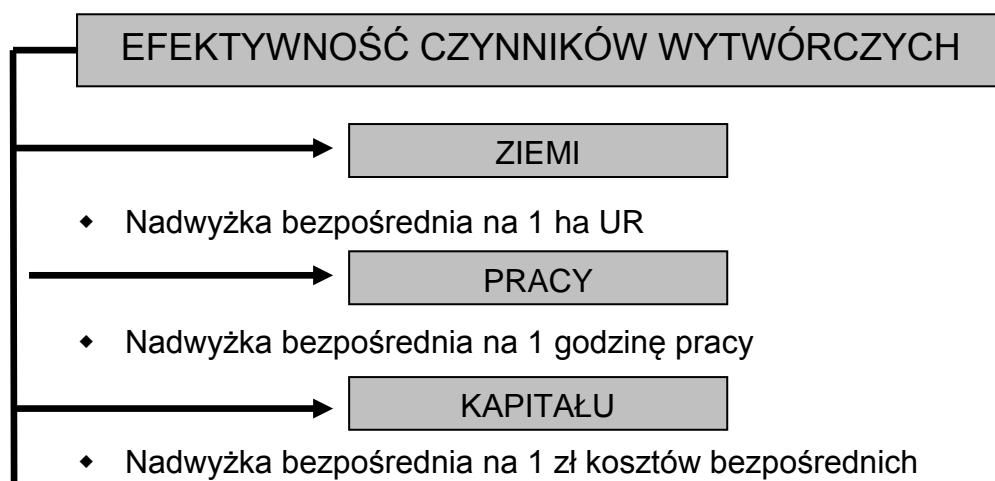 EFEKTYWNOŚĆ CZYNNIKÓW WYTWÓRCZYCH
ZIEMI
Nadwyżka bezpośrednia na 1 ha UR
PRACY
Nadwyżka bezpośrednia na 1 godzinę pracy
KAPITAŁU
Nadwyżka bezpośrednia na 1 zł kosztów bezpośrednich